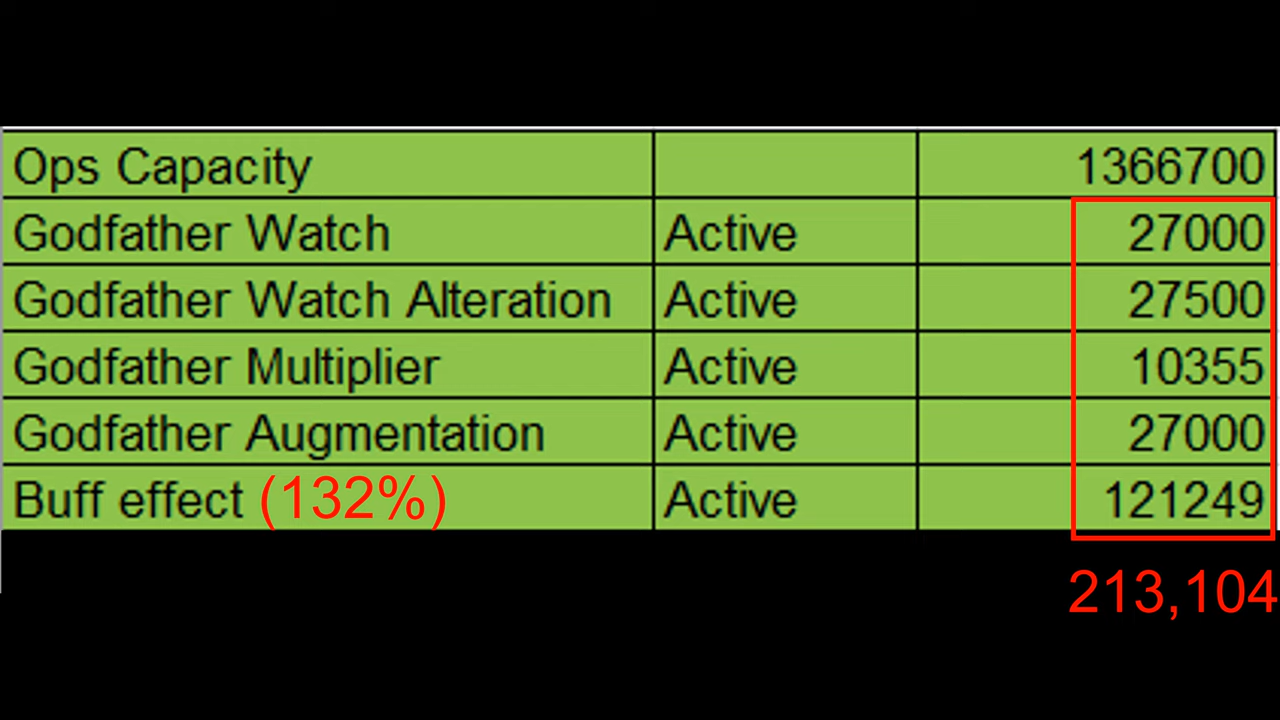 Ops Capacity 1366700
Godfather Watch Active 27000
Godfather Watch Alteration Active 27500
Godfather Multiplier Active 10355
Godfather Augmentation Active 27000
Buff effect (132%) Active 121249
213,104